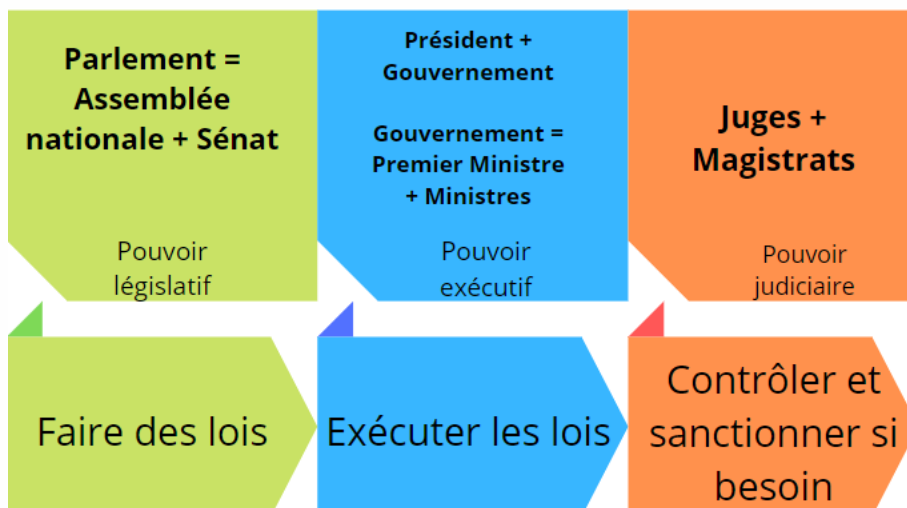 Parlement =
Assemblée
nationale + Sénat
Pouvoir
législatif
Président +
Gouvernement
Gouvernement =
Premier Ministre
+ Ministres
Pouvoir
exécutif
Juges +
Magistrats
Pouvoir
judiciaire
Faire des lois
Exécuter les lois
Contrôler et
sanctionner si
besoin